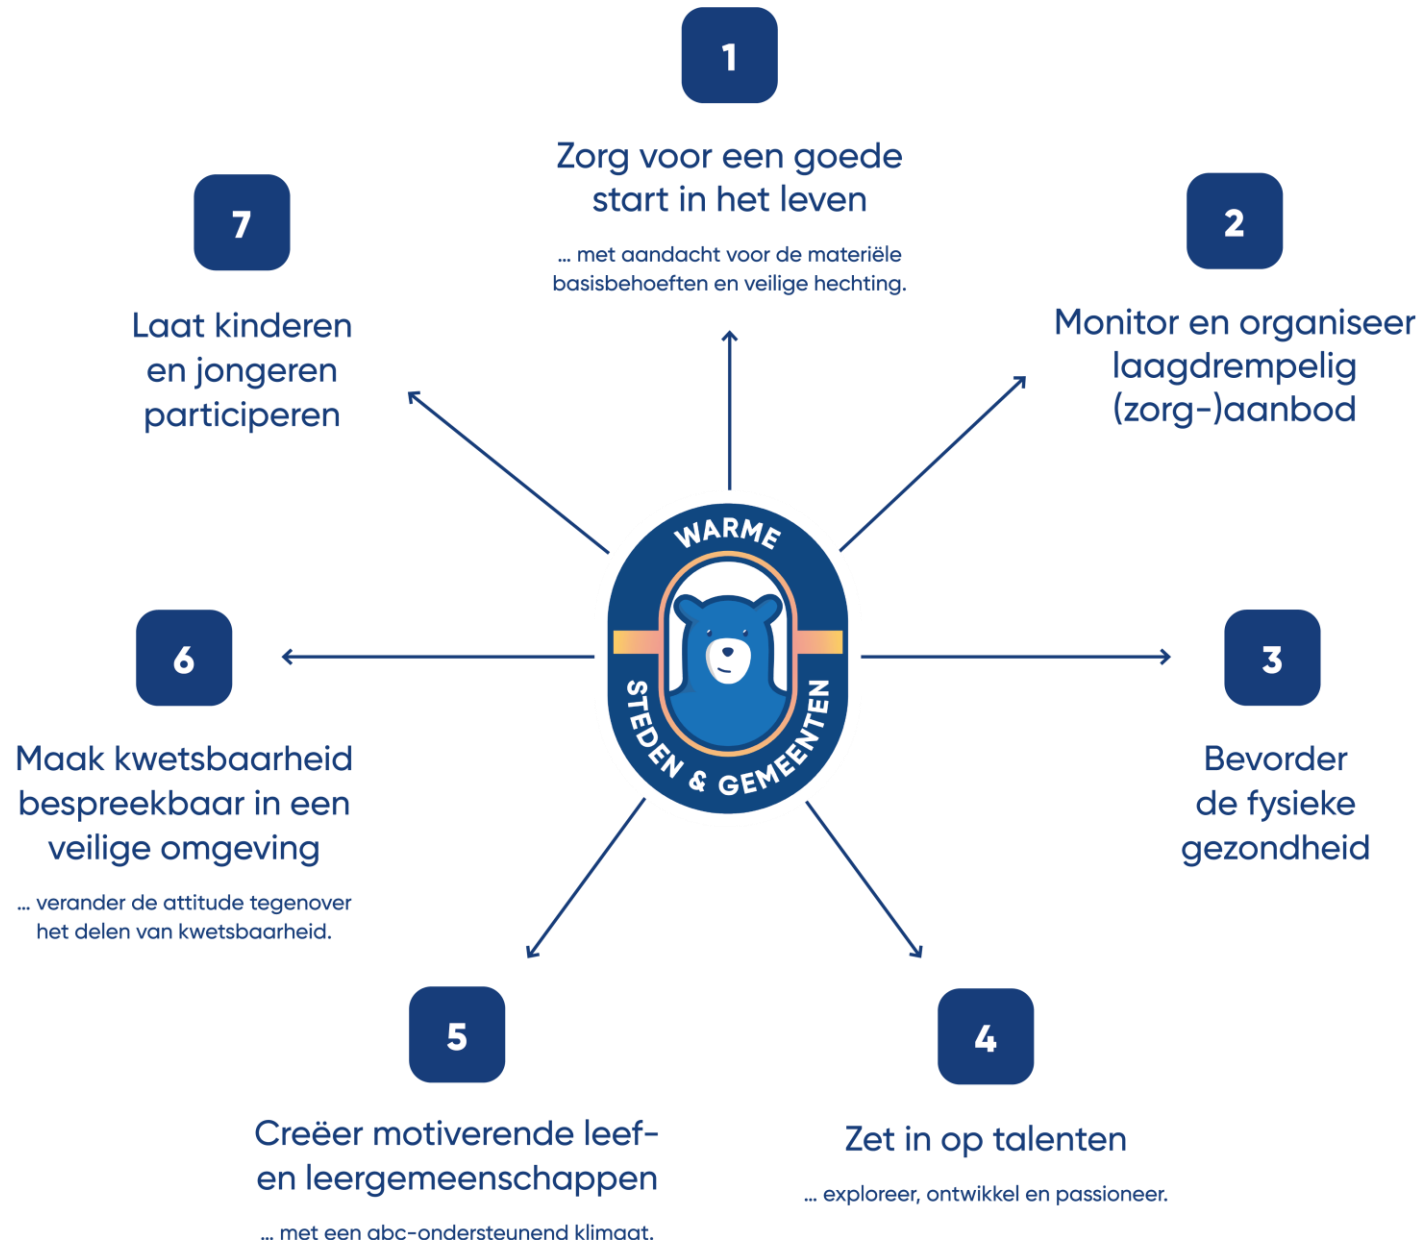 1
Zorg voor een goede
start in het leven
... met aandacht voor de materiële
basisbehoeften en veilige hechting.
2
Monitor en organiseer
laagdrempelig
(zorg-)aanbod
3
Bevorder
de fysieke
gezondheid
4
Zet in op talenten
... exploreer, ontwikkel en passioneer.
5
Creëer motiverende leef-
en leergemeenschappen
... met een abc-ondersteunend klimaat.
6
Maak kwetsbaarheid
bespreekbaar in een
veilige omgeving
... verander de attitude tegenover
het delen van kwetsbaarheid.
7
Laat kinderen
en jongeren
participeren
WARME
STEDEN & GEMEENTEN